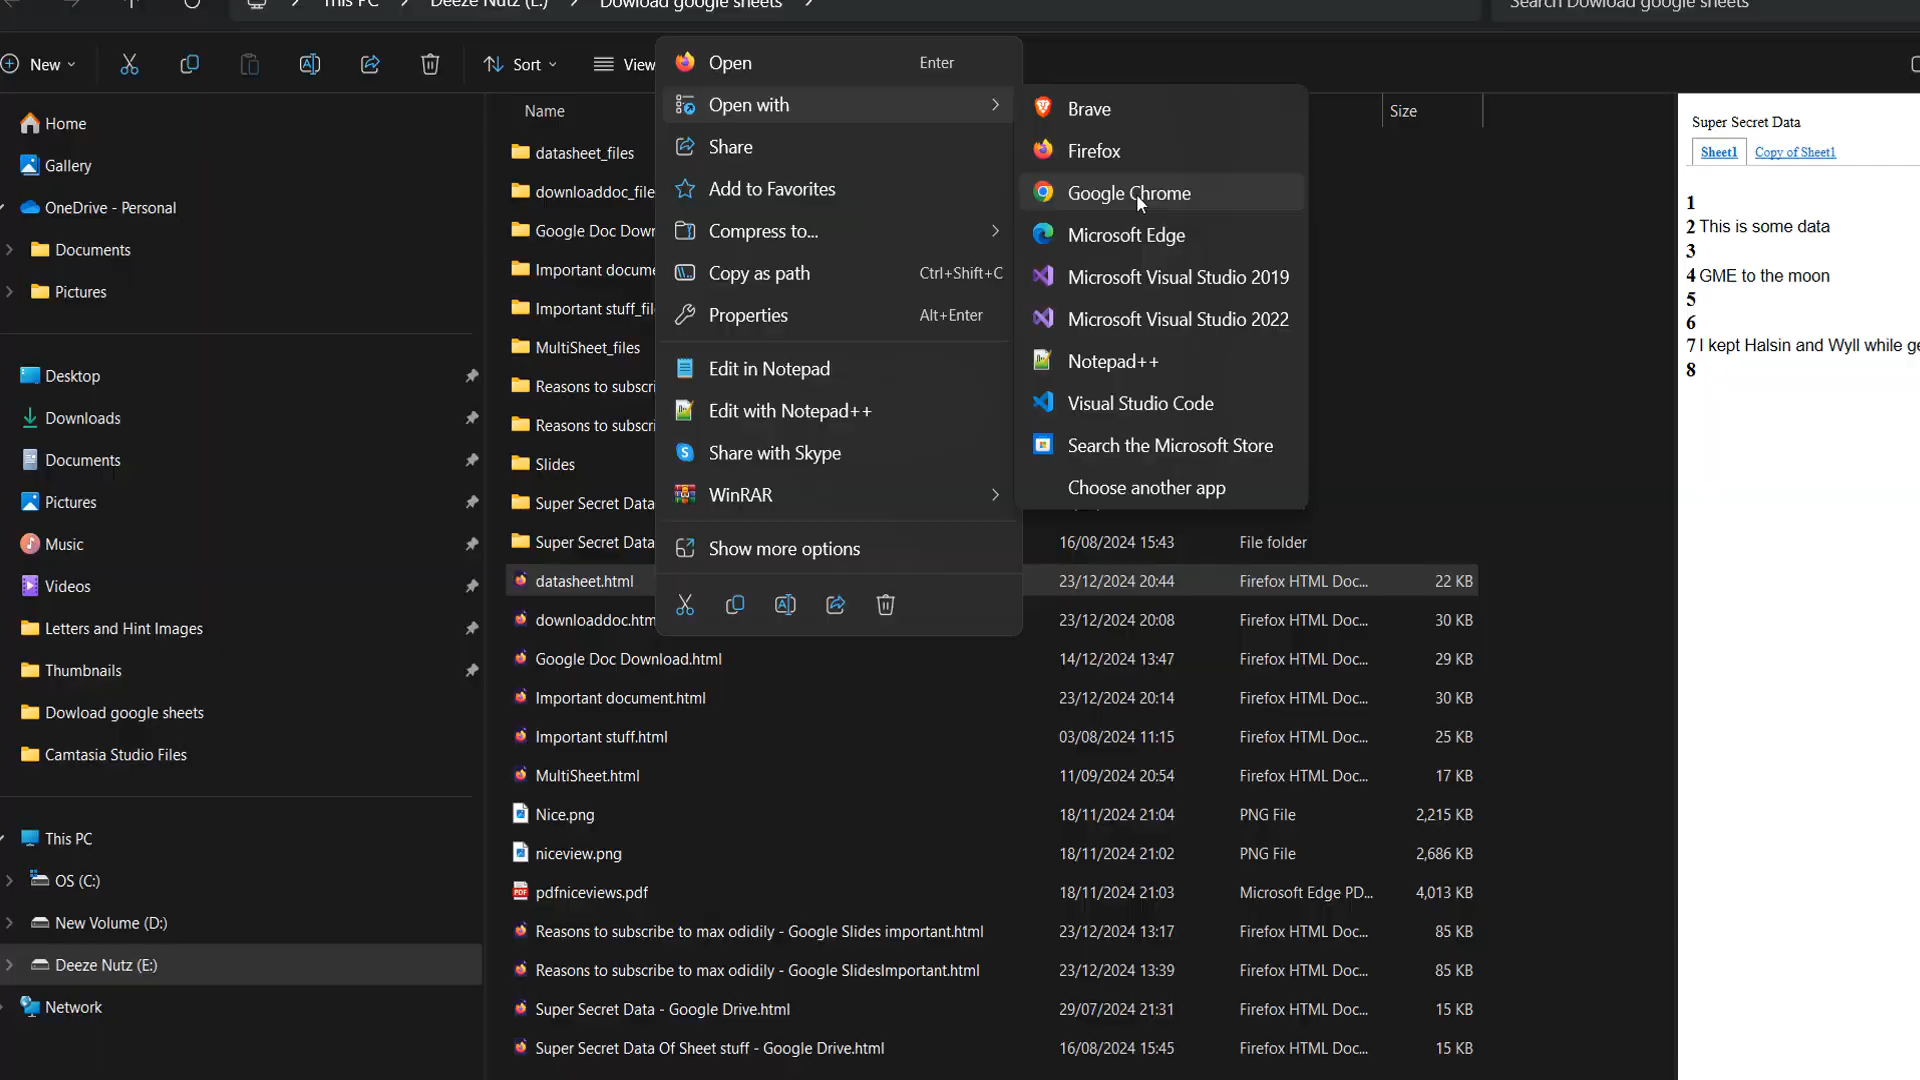 This PC > Deeze Nutz (E:) > Dowload google sheets >
Search Dowload google sheets
New
Sort
View
Home
Gallery
OneDrive - Personal
Documents
Pictures
Desktop
Downloads
Documents
Pictures
Music
Videos
Letters and Hint Images
Thumbnails
Dowload google sheets
Camtasia Studio Files
This PC
OS (C:)
New Volume (D:)
Deeze Nutz (E:)
Network
Name
Size
datasheet_files
downloaddoc_file
Google Doc Down
Important docume
Important stuff_fil
MultiSheet_files
Reasons to subscri
Reasons to subscri
Slides
Super Secret Data
Super Secret Data 16/08/2024 15:43 File folder
datasheet.html 23/12/2024 20:44 Firefox HTML Doc... 22 KB
downloaddoc.htm 23/12/2024 20:08 Firefox HTML Doc... 30 KB
Google Doc Download.html 14/12/2024 13:47 Firefox HTML Doc... 29 KB
Important document.html 23/12/2024 20:14 Firefox HTML Doc... 30 KB
Important stuff.html 03/08/2024 11:15 Firefox HTML Doc... 25 KB
MultiSheet.html 11/09/2024 20:54 Firefox HTML Doc... 17 KB
Nice.png 18/11/2024 21:04 PNG File 2,215 KB
niceview.png 18/11/2024 21:02 PNG File 2,686 KB
pdfniceviews.pdf 18/11/2024 21:03 Microsoft Edge PD... 4,013 KB
Reasons to subscribe to max odidily - Google Slides important.html 23/12/2024 13:17 Firefox HTML Doc... 85 KB
Reasons to subscribe to max odidily - Google SlidesImportant.html 23/12/2024 13:39 Firefox HTML Doc... 85 KB
Super Secret Data - Google Drive.html 29/07/2024 21:31 Firefox HTML Doc... 15 KB
Super Secret Data Of Sheet stuff - Google Drive.html 16/08/2024 15:45 Firefox HTML Doc... 15 KB
Open Enter
Open with
Share
Add to Favorites
Compress to...
Copy as path Ctrl+Shift+C
Properties Alt+Enter
Edit in Notepad
Edit with Notepad++
Share with Skype
WinRAR
Show more options
Brave
Firefox
Google Chrome
Microsoft Edge
Microsoft Visual Studio 2019
Microsoft Visual Studio 2022
Notepad++
Visual Studio Code
Search the Microsoft Store
Choose another app
Super Secret Data
Sheet1 Copy of Sheet1
1
2 This is some data
3
4 GME to the moon
5
6
7 I kept Halsin and Wyll while ge
8